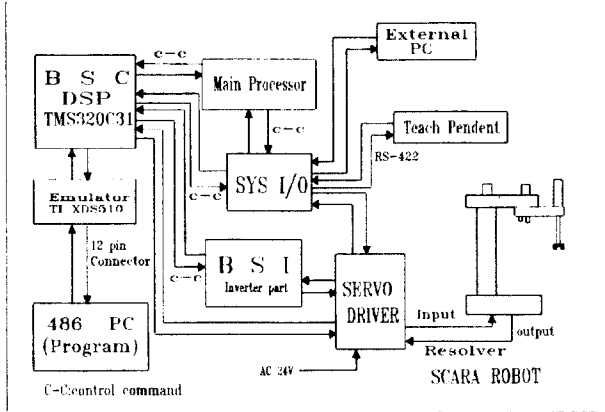 External
PC
c-c
B S C
DSP
TMS320C31
Main Processor
c-c
Teach Pendent
RS-422
SYS I/O
c-c
Emulator
TI XDS510
12 pin
Connector
B S I
Inverter part
c-c
SERVO
DRIVER
486 PC
(Program)
Input
output
Resolver
AC 24V
SCARA ROBOT
C-C:control command